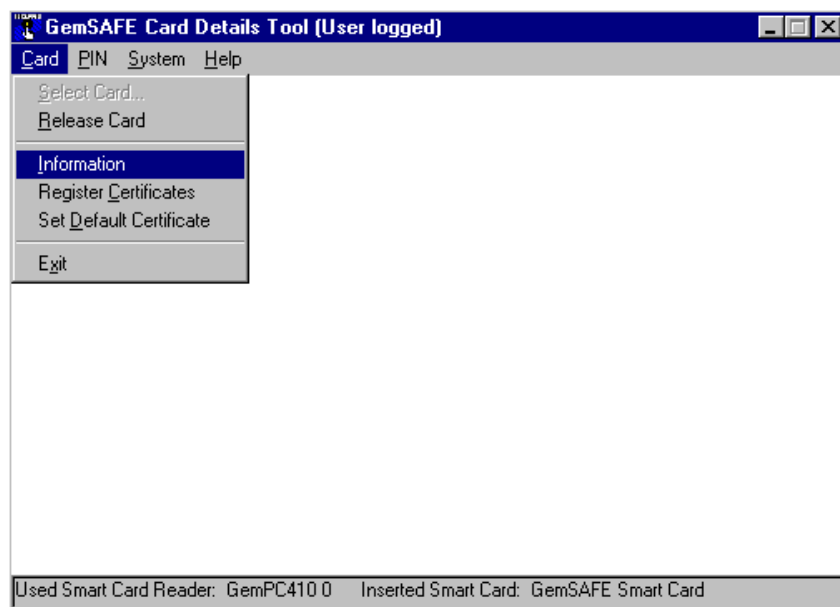 GemSAFE Card Details Tool (User logged)
Card PIN System Help
Select Card...
Release Card
Information
Register Certificates
Set Default Certificate
Exit
Used Smart Card Reader: GemPC410 0 Inserted Smart Card: GemSAFE Smart Card